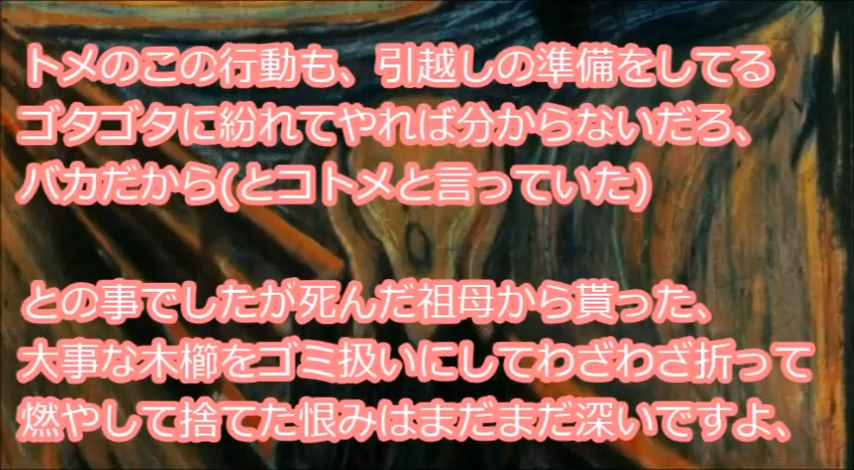 トメのこの行動も、引越しの準備をしてる
ゴタゴタに紛れてやれば分からないだろ、
バカだから(とコトメと言っていた)
との事でしたが死んだ祖母から貰った、
大事な木櫛をゴミ扱いにしてわざわざ折って
燃やして捨てた恨みはまだまだ深いですよ、